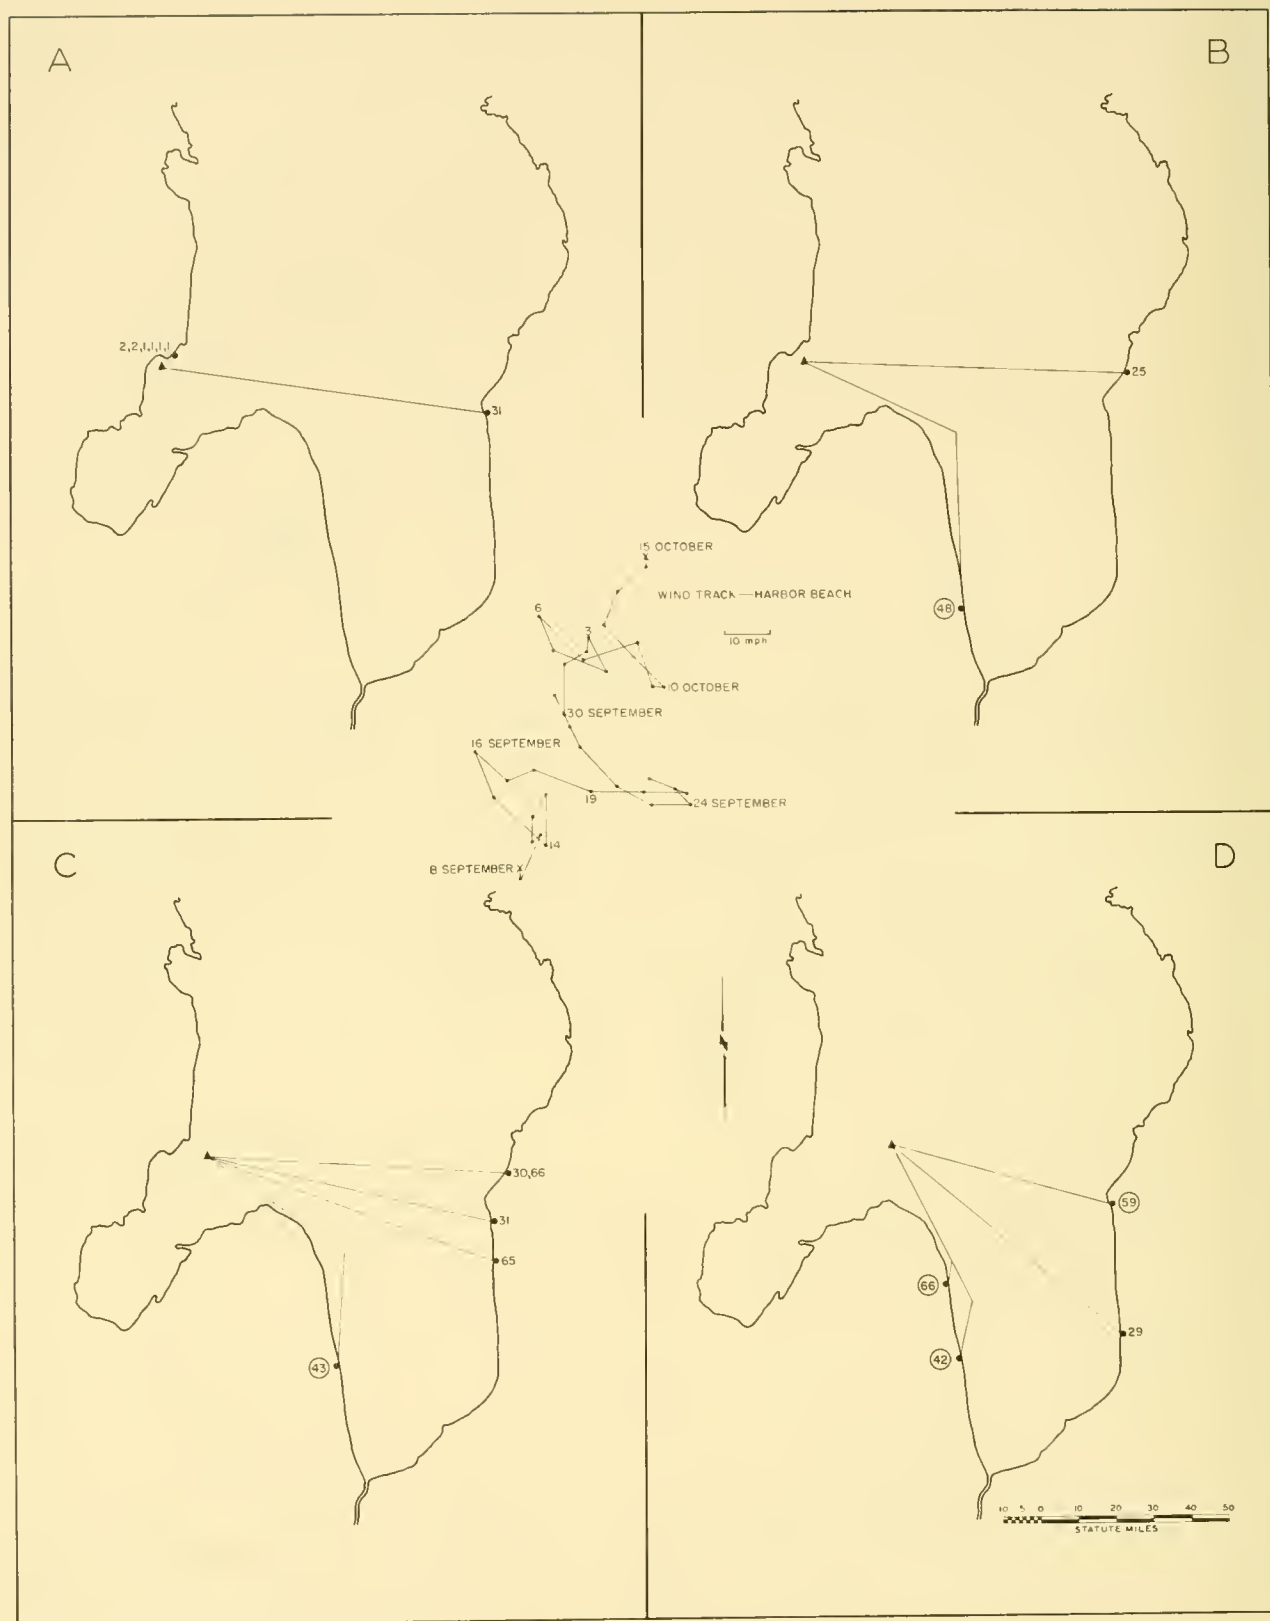 A
B
2,2,1,1,1,1
31
25
48
15 OCTOBER
WIND TRACK — HARBOR BEACH
10 mph
6
3
10 OCTOBER
30 SEPTEMBER
16 SEPTEMBER
19
24 SEPTEMBER
14
8 SEPTEMBER
C
D
30,66
31
65
43
59
66
29
42
10 5 0 10 20 30 40 50
STATUTE MILES